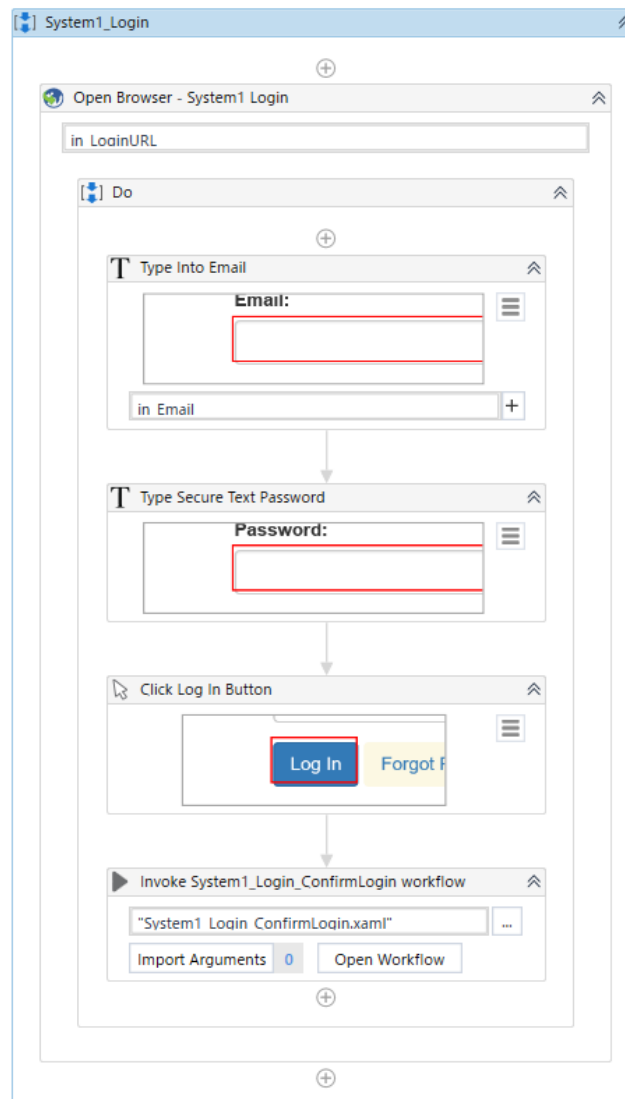 System1_Login
Open Browser - System1 Login
in_LoginURL
Do
Type Into Email
Email:
in_Email
Type Secure Text Password
Password:
Click Log In Button
Log In Forgot
Invoke System1_Login_ConfirmLogin workflow
"System1_Login_ConfirmLogin.xaml"
...
Import Arguments 0 Open Workflow